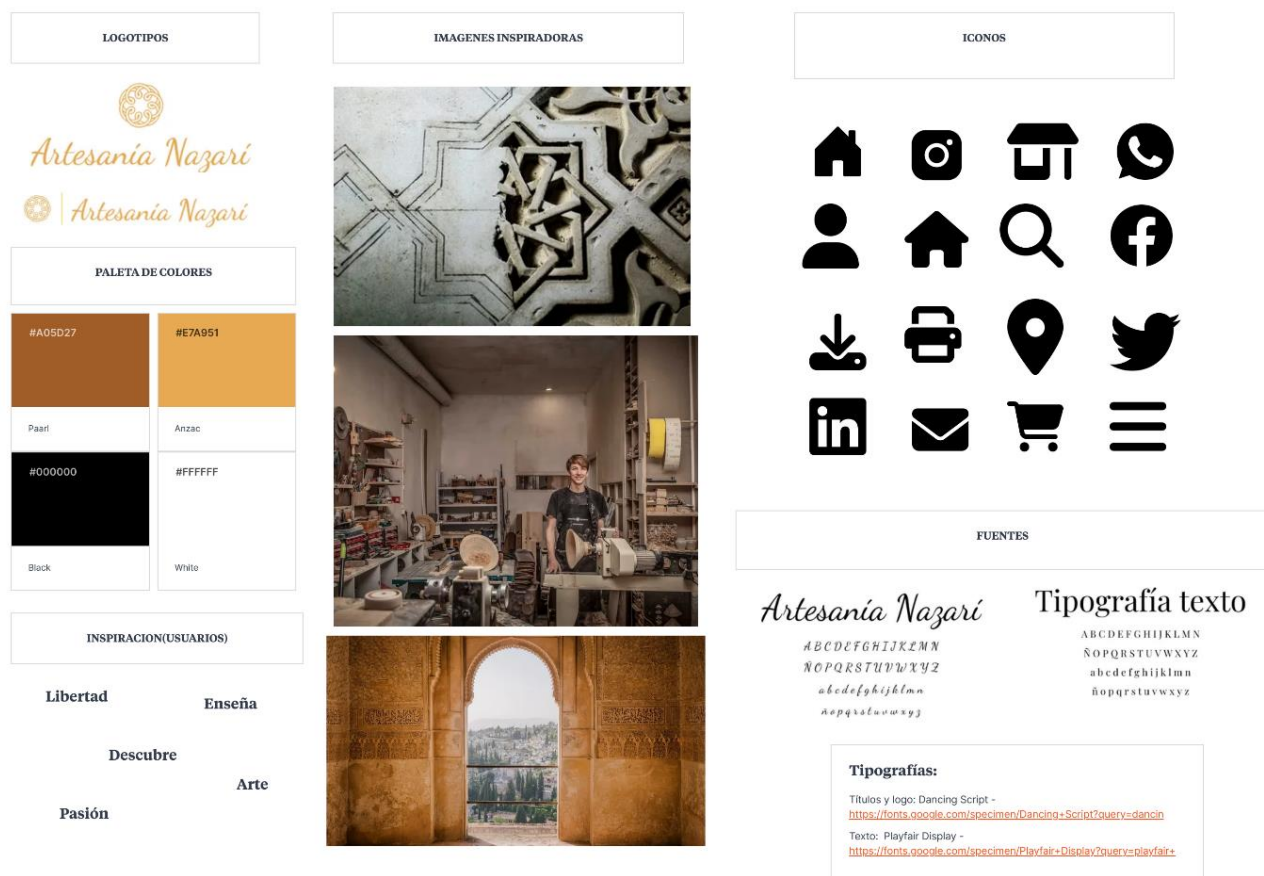 LOGOTIPOS
Artesanía Nazarí
Artesanía Nazarí
PALETA DE COLORES
#A05D27
#E7A951
Paarl
Anzac
#000000
#FFFFFF
Black
White
INSPIRACION(USUARIOS)
Libertad
Enseña
Descubre
Arte
Pasión
IMAGENES INSPIRADORAS
ICONOS
in
FUENTES
Artesanía Nazarí
ABCDEFGHIJKLMN
ÑOPQRSTUVWXYZ
abcdefghijklmn
ñopqrstuvwxyz
Tipografía texto
ABCDEFGHIJKLMN
ÑOPQRSTUVWXYZ
abcdefghijklmn
ñopqrstuvwxyz
Tipografías:
Títulos y logo: Dancing Script -
https://fonts.google.com/specimen/Dancing+Script?query=dancin
Texto: Playfair Display -
https://fonts.google.com/specimen/Playfair+Display?query=playfair+